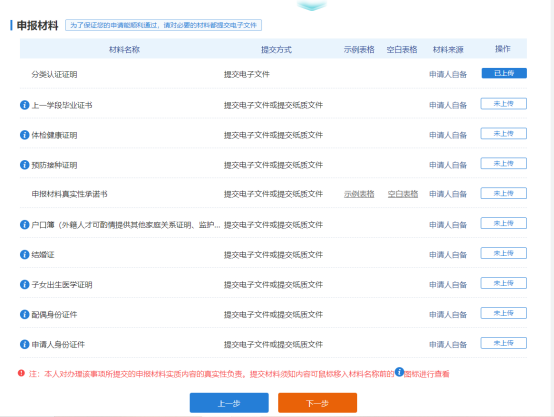 申报材料 为了保证您的申请能顺利通过，请对必要的材料都提交电子文件
材料名称 提交方式 示例表格 空白表格 材料来源 操作
分类认证证明 提交电子文件 申请人自备 已上传
上一学段毕业证书 提交电子文件或提交纸质文件 申请人自备 未上传
体检健康证明 提交电子文件或提交纸质文件 申请人自备 未上传
预防接种证明 提交电子文件或提交纸质文件 申请人自备 未上传
申报材料真实性承诺书 提交电子文件或提交纸质文件 示例表格 空白表格 申请人自备 未上传
户口簿（外籍人才可酌情提供其他家庭关系证明、监护... 提交电子文件或提交纸质文件 申请人自备 未上传
结婚证 提交电子文件或提交纸质文件 申请人自备 未上传
子女出生医学证明 提交电子文件或提交纸质文件 申请人自备 未上传
配偶身份证件 提交电子文件或提交纸质文件 申请人自备 未上传
申请人身份证件 提交电子文件或提交纸质文件 申请人自备 未上传
注：本人对办理该事项所提交的申报材料实质内容的真实性负责。提交材料须知内容可鼠标移入材料名称前的图标进行查看
上一步 下一步